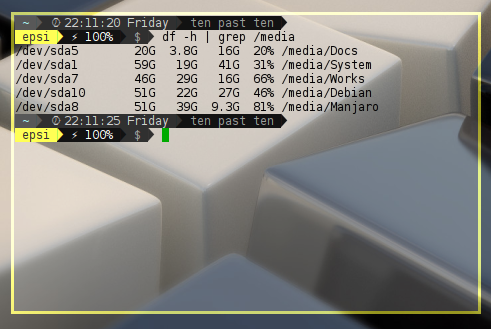 ~ 22:11:20 Friday ten past ten
epsi ⚡ 100% $ df -h | grep /media
/dev/sda5 20G 3.8G 16G 20% /media/Docs
/dev/sda1 59G 19G 41G 31% /media/System
/dev/sda7 46G 29G 16G 66% /media/Works
/dev/sda10 51G 22G 27G 46% /media/Debian
/dev/sda8 51G 39G 9.3G 81% /media/Manjaro
~ 22:11:25 Friday ten past ten
epsi ⚡ 100% $